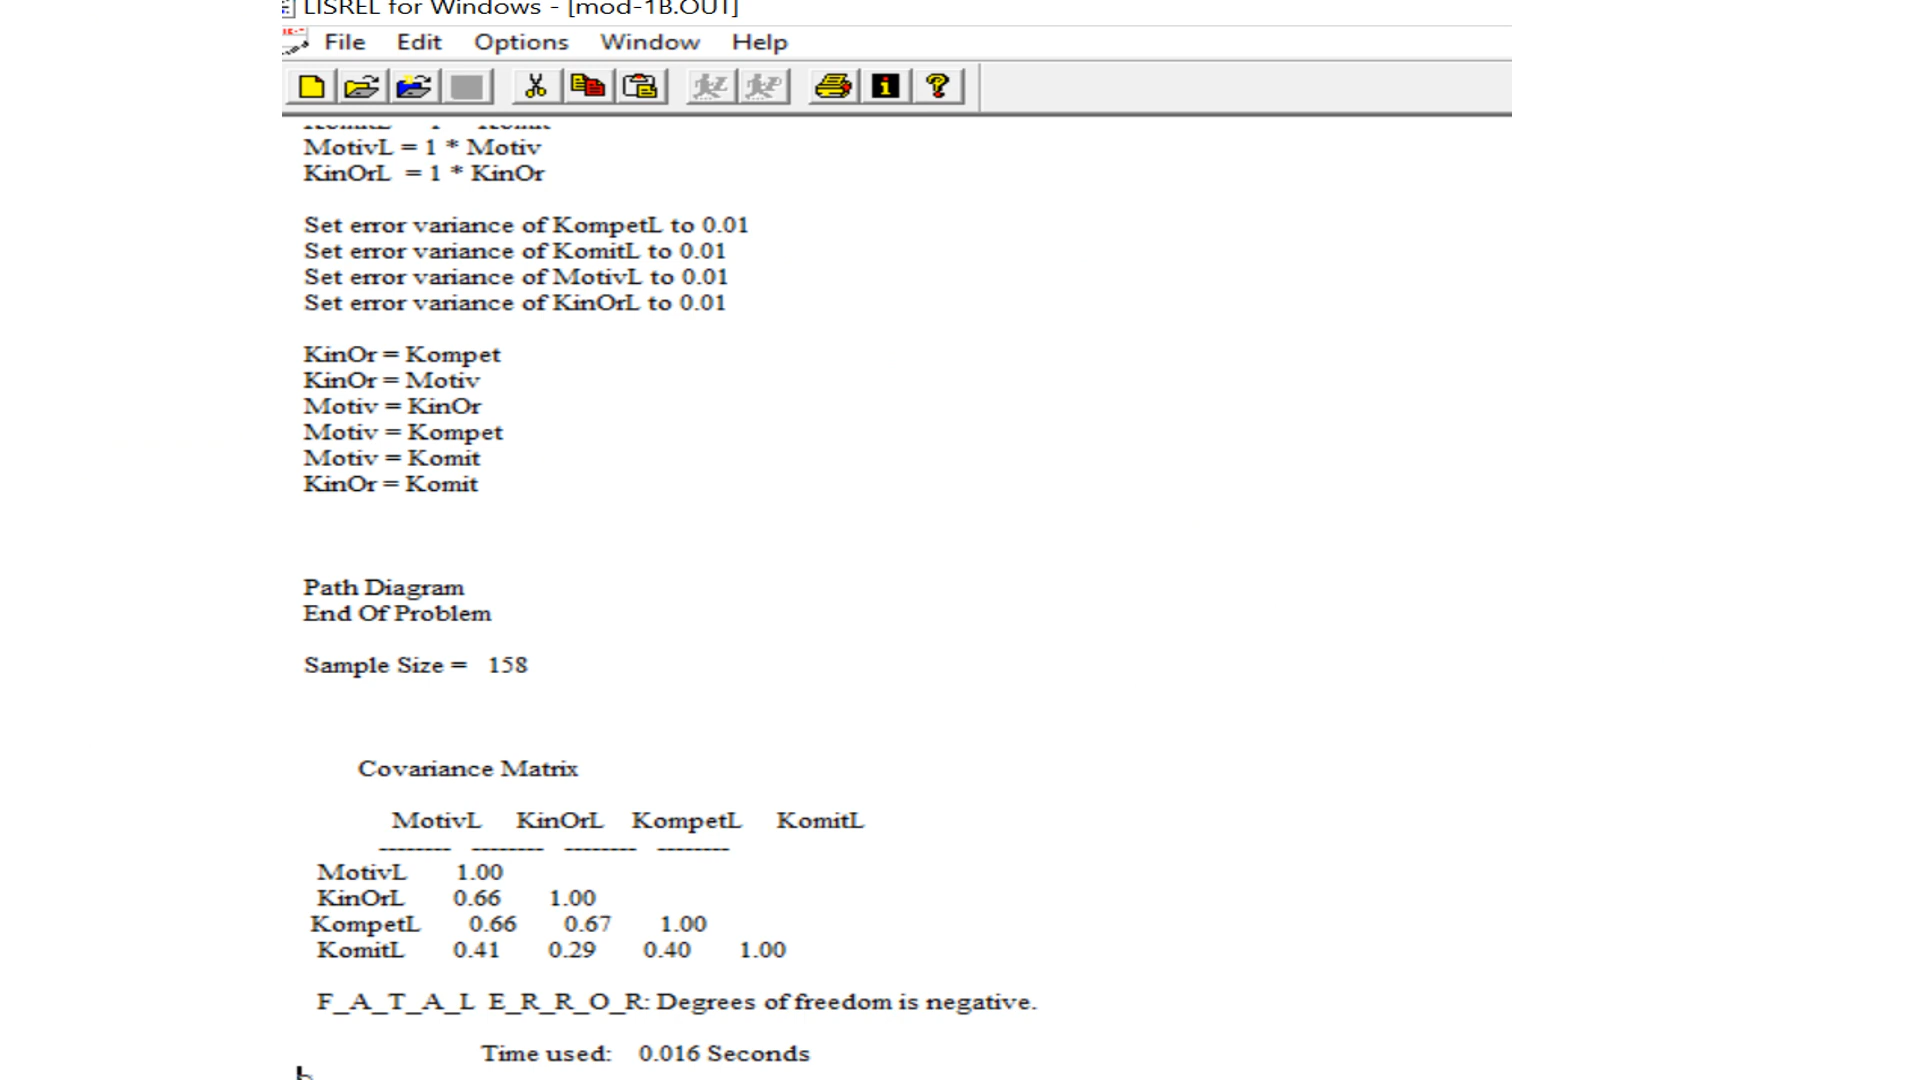 LISREL for Windows - [mod-1B.OUT]
File Edit Options Window Help
MotivL = 1 * Motiv
KinOrL = 1 * KinOr
Set error variance of KompetL to 0.01
Set error variance of KomitL to 0.01
Set error variance of MotivL to 0.01
Set error variance of KinOrL to 0.01
KinOr = Kompet
KinOr = Motiv
Motiv = KinOr
Motiv = Kompet
Motiv = Komit
KinOr = Komit
Path Diagram
End Of Problem
Sample Size = 158
Covariance Matrix
MotivL KinOrL KompetL KomitL
-------- -------- -------- --------
MotivL 1.00
KinOrL 0.66 1.00
KompetL 0.66 0.67 1.00
KomitL 0.41 0.29 0.40 1.00
F_A_T_A_L E_R_R_O_R: Degrees of freedom is negative.
Time used: 0.016 Seconds